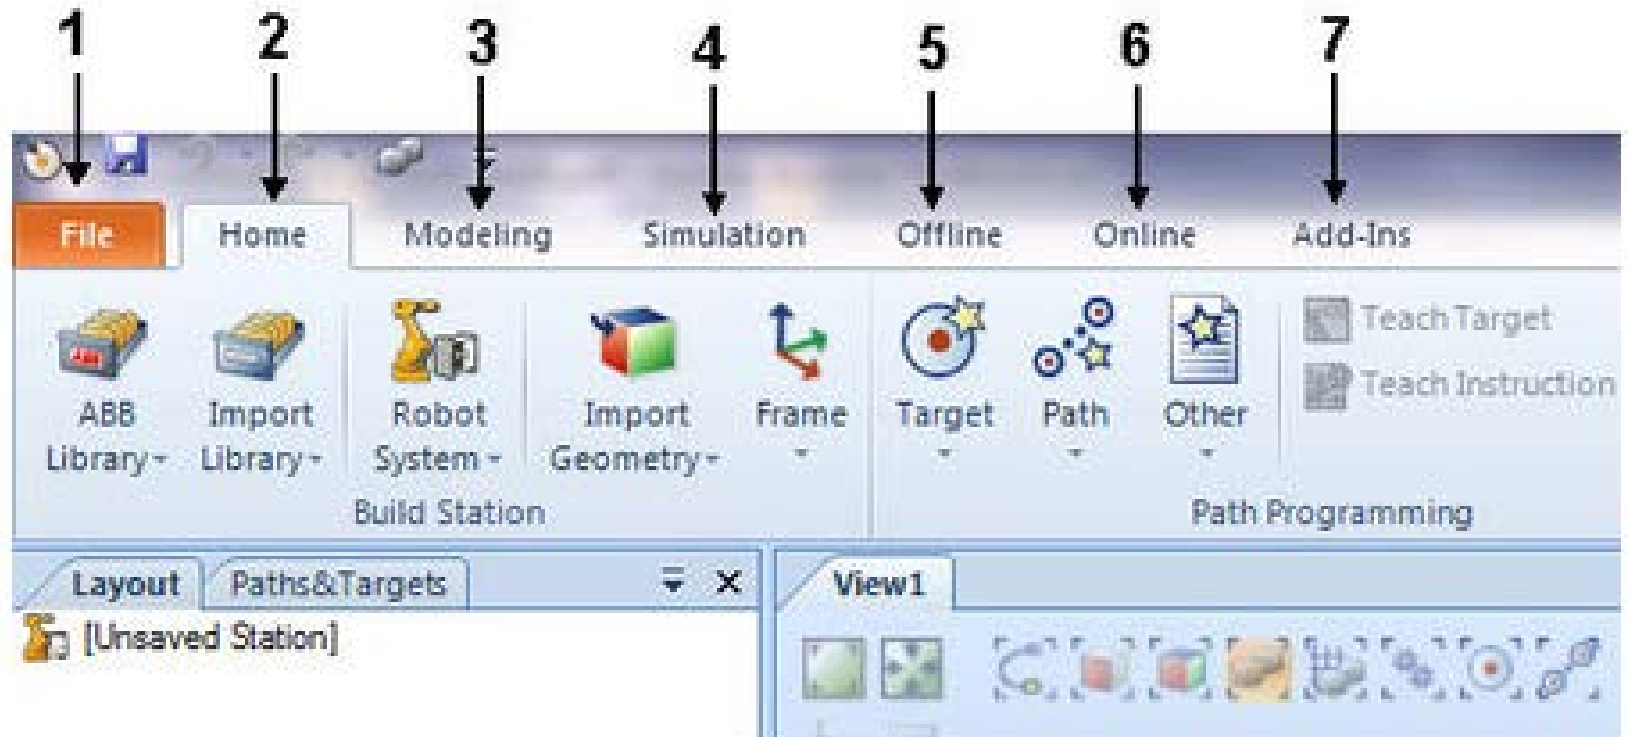 1 2 3 4 5 6 7
File Home Modeling Simulation Offline Online Add-Ins
ABB Library
Import Library
Robot System
Import Geometry
Frame
Target
Path
Other
Teach Target
Teach Instruction
Build Station
Path Programming
Layout Paths&Targets
View1
[Unsaved Station]